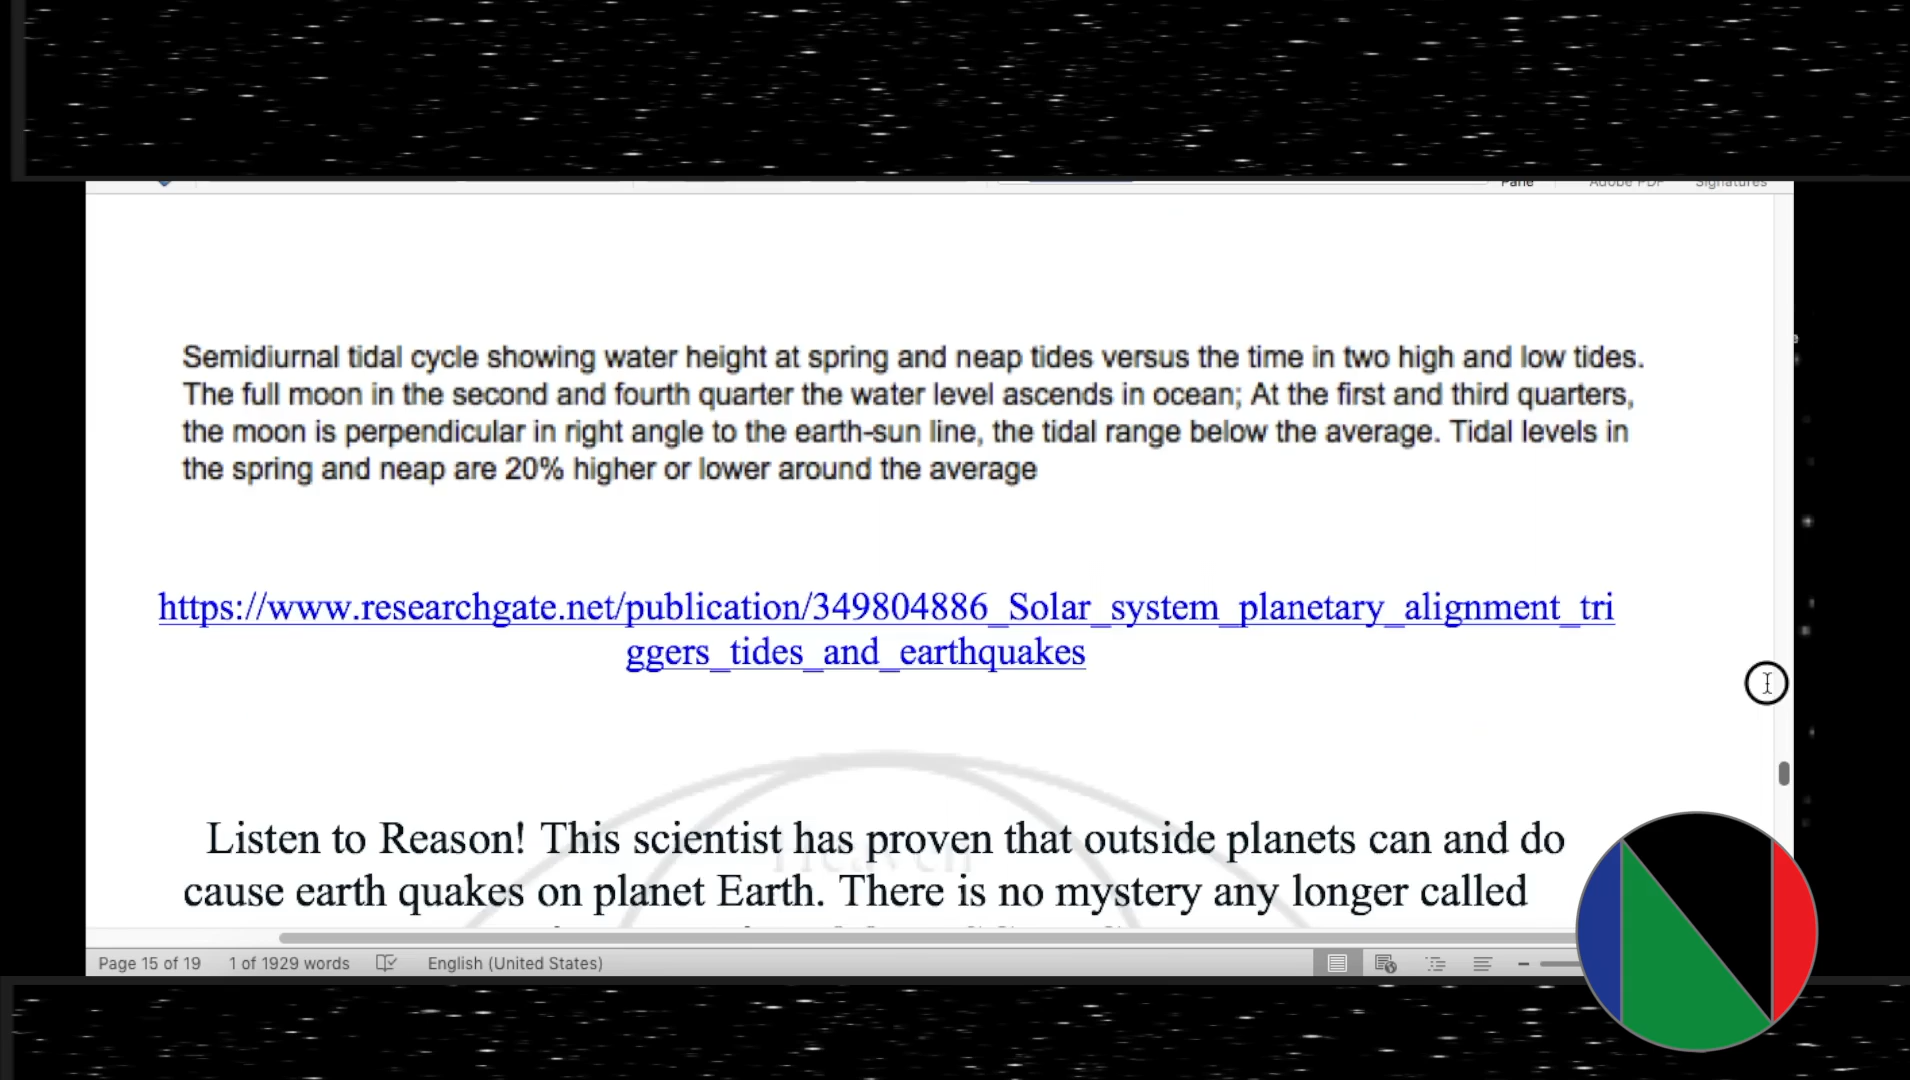 Pane Adobe PDF Signatures
Semidiurnal tidal cycle showing water height at spring and neap tides versus the time in two high and low tides.
The full moon in the second and fourth quarter the water level ascends in ocean; At the first and third quarters,
the moon is perpendicular in right angle to the earth-sun line, the tidal range below the average. Tidal levels in
the spring and neap are 20% higher or lower around the average
https://www.researchgate.net/publication/349804886_Solar_system_planetary_alignment_tri
ggers_tides_and_earthquakes
Heaven
Listen to Reason! This scientist has proven that outside planets can and do
cause earth quakes on planet Earth. There is no mystery any longer called
Page 15 of 19 1 of 1929 words English (United States)